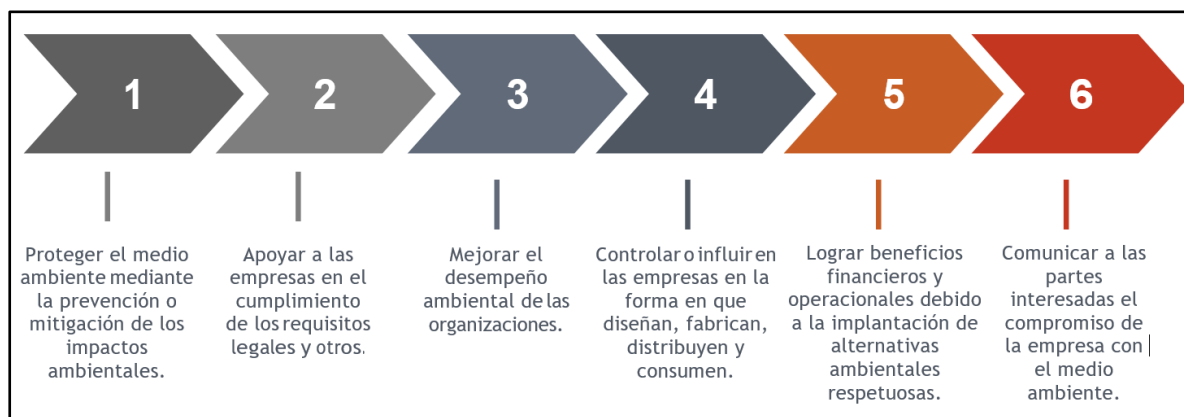 1
2
3
4
5
6
Proteger el medio
ambiente mediante
la prevención o
mitigación de los
impactos
ambientales.
Apoyar a las
empresas en el
cumplimiento
de los requisitos
legales y otros.
Mejorar el
desempeño
ambiental de las
organizaciones.
Controlar o influir en
las empresas en la
forma en que
diseñan, fabrican,
distribuyen y
consumen.
Lograr beneficios
financieros y
operacionales debido
a la implantación de
alternativas
ambientales
respetuosas.
Comunicar a las
partes
interesadas el
compromiso de
la empresa con
el medio
ambiente.